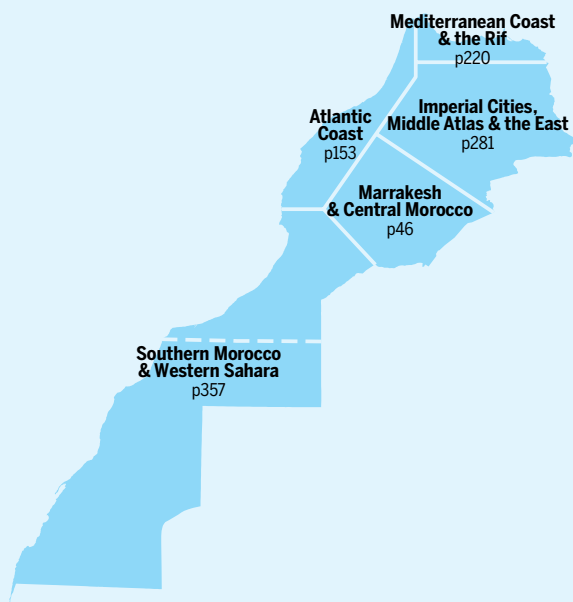 Mediterranean Coast
& the Rif
p220
Imperial Cities,
Middle Atlas & the East
p281
Atlantic
Coast
p153
Marrakesh
& Central Morocco
p46
Southern Morocco
& Western Sahara
p357